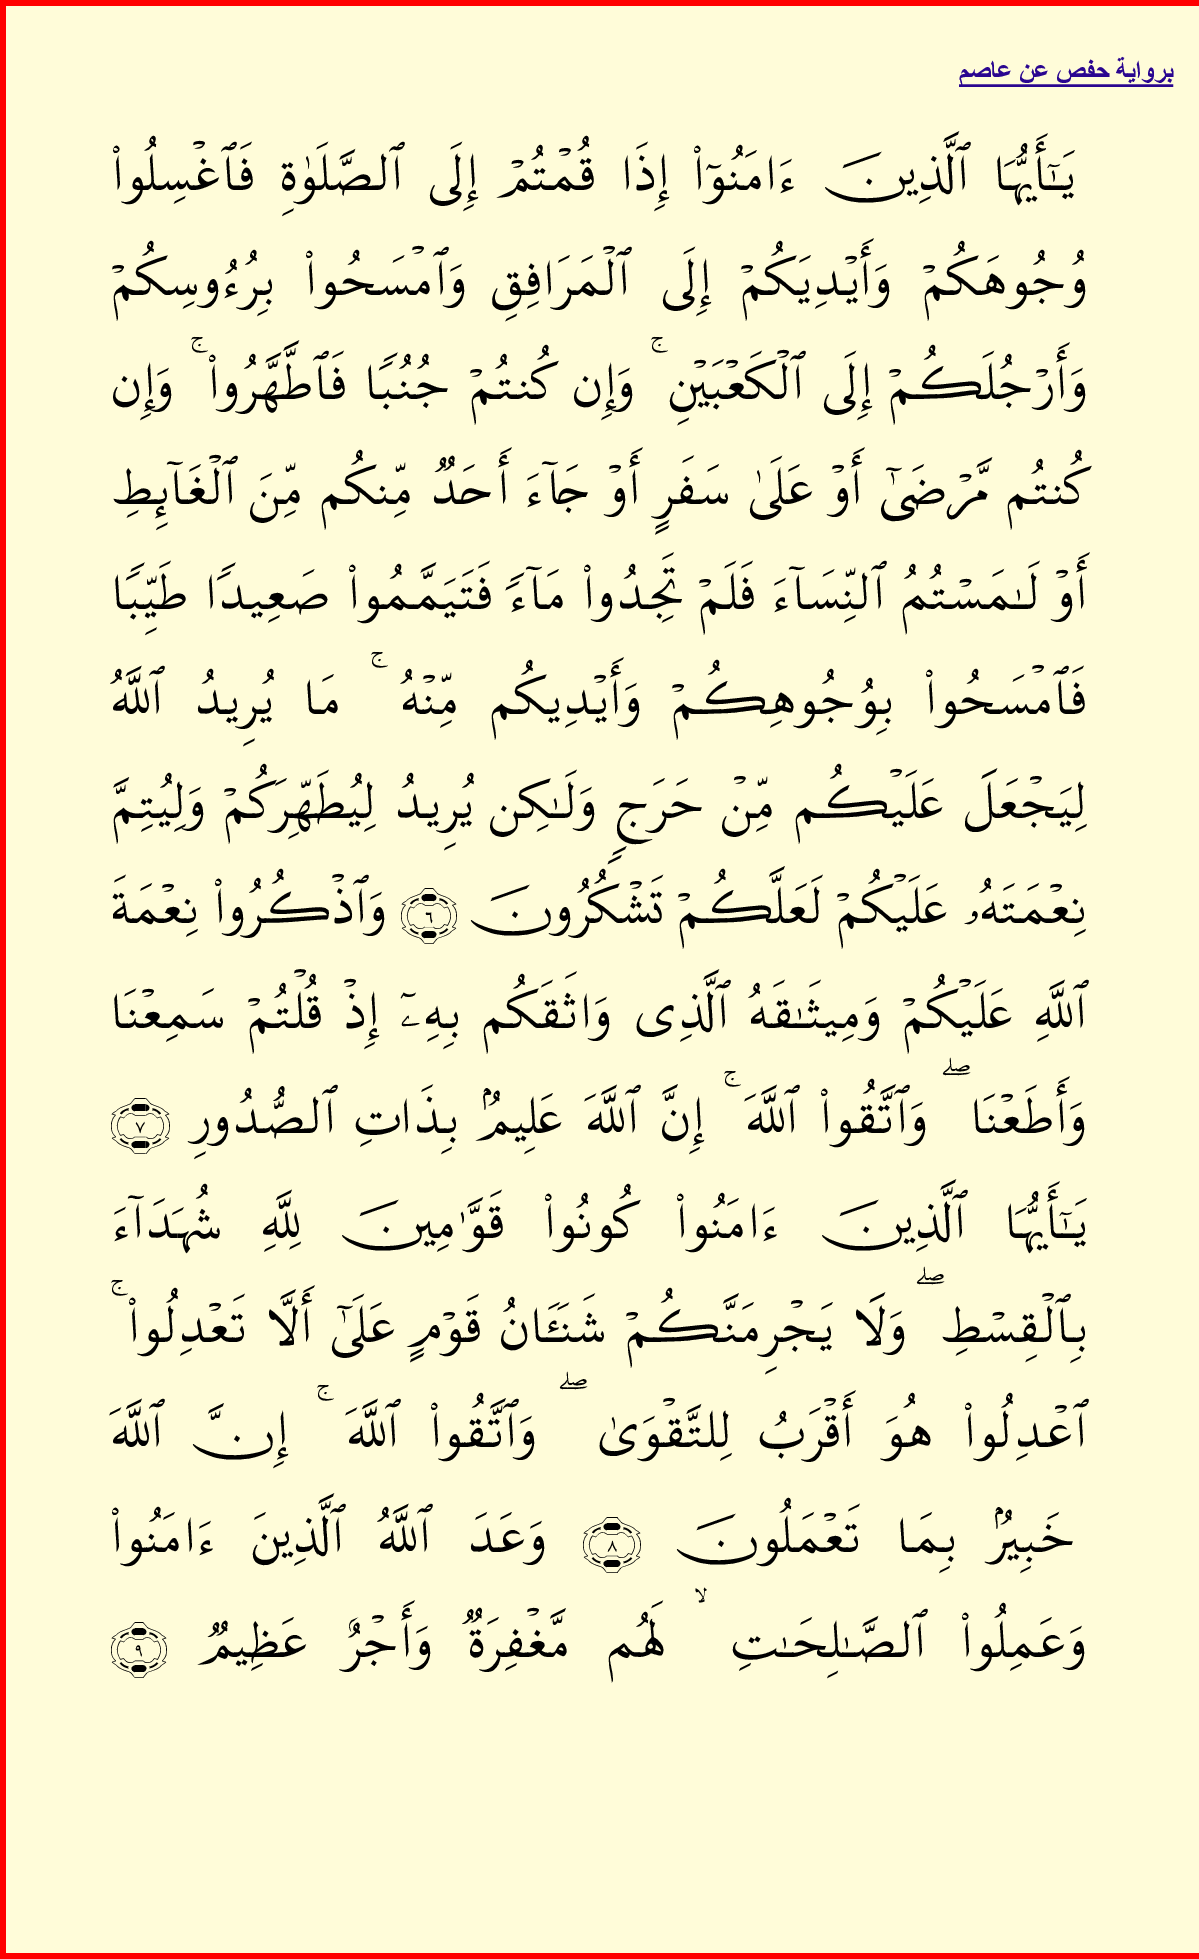 برواية حفص عن عاصم
يَـٰٓأَيُّهَا ٱلَّذِينَ ءَامَنُوٓا۟ إِذَا قُمْتُمْ إِلَى ٱلصَّلَوٰةِ فَٱغْسِلُوا۟
وُجُوهَكُمْ وَأَيْدِيَكُمْ إِلَى ٱلْمَرَافِقِ وَٱمْسَحُوا۟ بِرُءُوسِكُمْ
وَأَرْجُلَكُمْ إِلَى ٱلْكَعْبَيْنِ ۚ وَإِن كُنتُمْ جُنُبًا فَٱطَّهَّرُوا۟ ۚ وَإِن
كُنتُم مَّرْضَىٰٓ أَوْ عَلَىٰ سَفَرٍ أَوْ جَآءَ أَحَدٌ مِّنكُم مِّنَ ٱلْغَآئِطِ
أَوْ لَـٰمَسْتُمُ ٱلنِّسَآءَ فَلَمْ تَجِدُوا۟ مَآءً فَتَيَمَّمُوا۟ صَعِيدًا طَيِّبًا
فَٱمْسَحُوا۟ بِوُجُوهِكُمْ وَأَيْدِيكُم مِّنْهُ ۚ مَا يُرِيدُ ٱللَّهُ
لِيَجْعَلَ عَلَيْكُم مِّنْ حَرَجٍ وَلَـٰكِن يُرِيدُ لِيُطَهِّرَكُمْ وَلِيُتِمَّ
نِعْمَتَهُۥ عَلَيْكُمْ لَعَلَّكُمْ تَشْكُرُونَ ٦ وَٱذْكُرُوا۟ نِعْمَةَ
ٱللَّهِ عَلَيْكُمْ وَمِيثَـٰقَهُ ٱلَّذِى وَاثَقَكُم بِهِۦٓ إِذْ قُلْتُمْ سَمِعْنَا
وَأَطَعْنَا ۖ وَٱتَّقُوا۟ ٱللَّهَ ۚ إِنَّ ٱللَّهَ عَلِيمٌۢ بِذَاتِ ٱلصُّدُورِ ٧
يَـٰٓأَيُّهَا ٱلَّذِينَ ءَامَنُوا۟ كُونُوا۟ قَوَّٰمِينَ لِلَّهِ شُهَدَآءَ
بِٱلْقِسْطِ ۖ وَلَا يَجْرِمَنَّكُمْ شَنَـَٔانُ قَوْمٍ عَلَىٰٓ أَلَّا تَعْدِلُوا۟ ۚ
ٱعْدِلُوا۟ هُوَ أَقْرَبُ لِلتَّقْوَىٰ ۖ وَٱتَّقُوا۟ ٱللَّهَ ۚ إِنَّ ٱللَّهَ
خَبِيرٌۢ بِمَا تَعْمَلُونَ ٨ وَعَدَ ٱللَّهُ ٱلَّذِينَ ءَامَنُوا۟
وَعَمِلُوا۟ ٱلصَّـٰلِحَـٰتِ ۙ لَهُم مَّغْفِرَةٌ وَأَجْرٌ عَظِيمٌ ٩